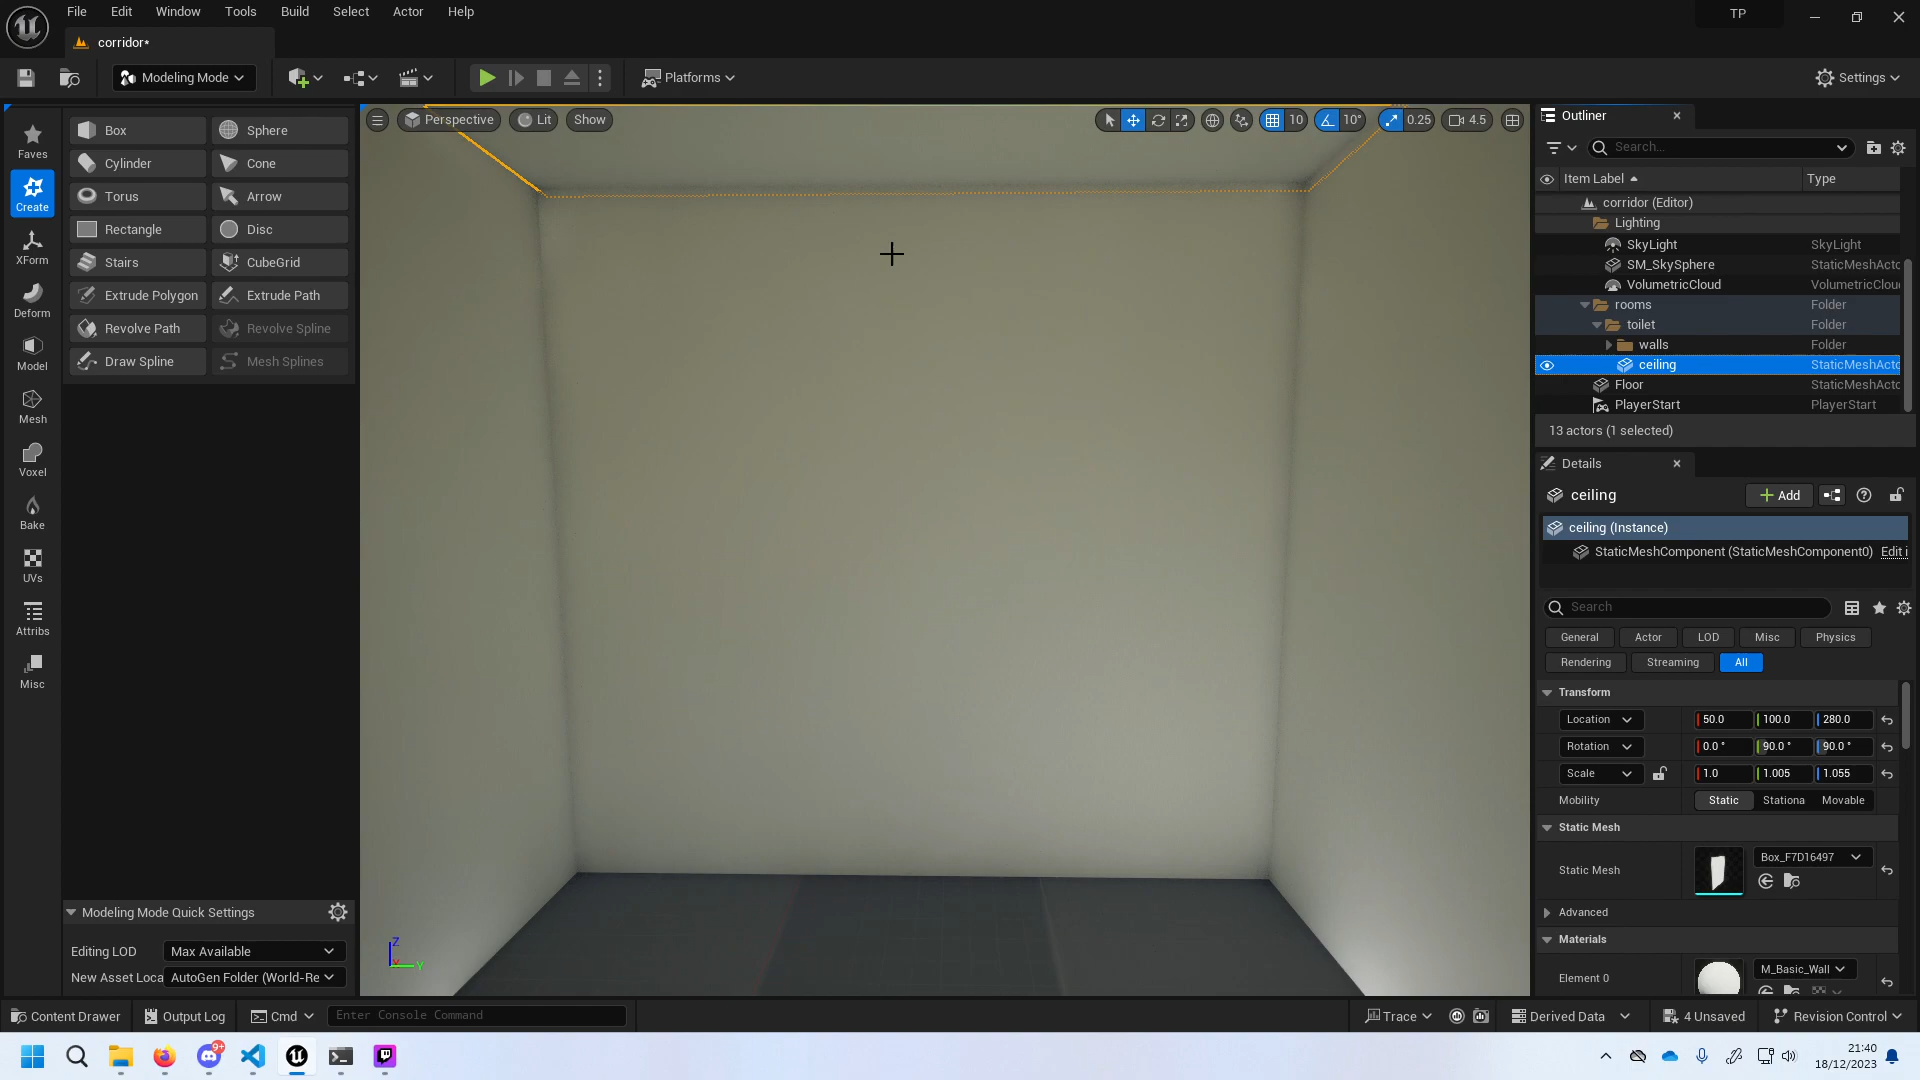 File Edit Window Tools Build Select Actor Help
TP
corridor*
Modeling Mode
Platforms
Settings
Faves
Create
XForm
Deform
Model
Mesh
Voxel
Bake
UVs
Attribs
Misc
Box Sphere
Cylinder Cone
Torus Arrow
Rectangle Disc
Stairs CubeGrid
Extrude Polygon Extrude Path
Revolve Path Revolve Spline
Draw Spline Mesh Splines
Modeling Mode Quick Settings
Editing LOD Max Available
New Asset Loca AutoGen Folder (World-Re
Perspective Lit Show
10 10° 0.25 4.5
Z
X
Y
Outliner
Search...
Item Label Type
corridor (Editor)
Lighting
SkyLight SkyLight
SM_SkySphere StaticMeshActo
VolumetricCloud VolumetricClou
rooms Folder
toilet Folder
walls Folder
ceiling StaticMeshActo
Floor StaticMeshActo
PlayerStart PlayerStart
13 actors (1 selected)
Details
ceiling
Add
ceiling (Instance)
StaticMeshComponent (StaticMeshComponent0) Edit i
Search
General Actor LOD Misc Physics
Rendering Streaming All
Transform
Location 50.0 100.0 280.0
Rotation 0.0 ° 90.0 ° 90.0 °
Scale 1.0 1.005 1.055
Mobility Static Stationa Movable
Static Mesh
Static Mesh Box_F7D16497
Advanced
Materials
Element 0 M_Basic_Wall
Content Drawer Output Log Cmd Enter Console Command
Trace Derived Data 4 Unsaved Revision Control
9+
21:40
18/12/2023